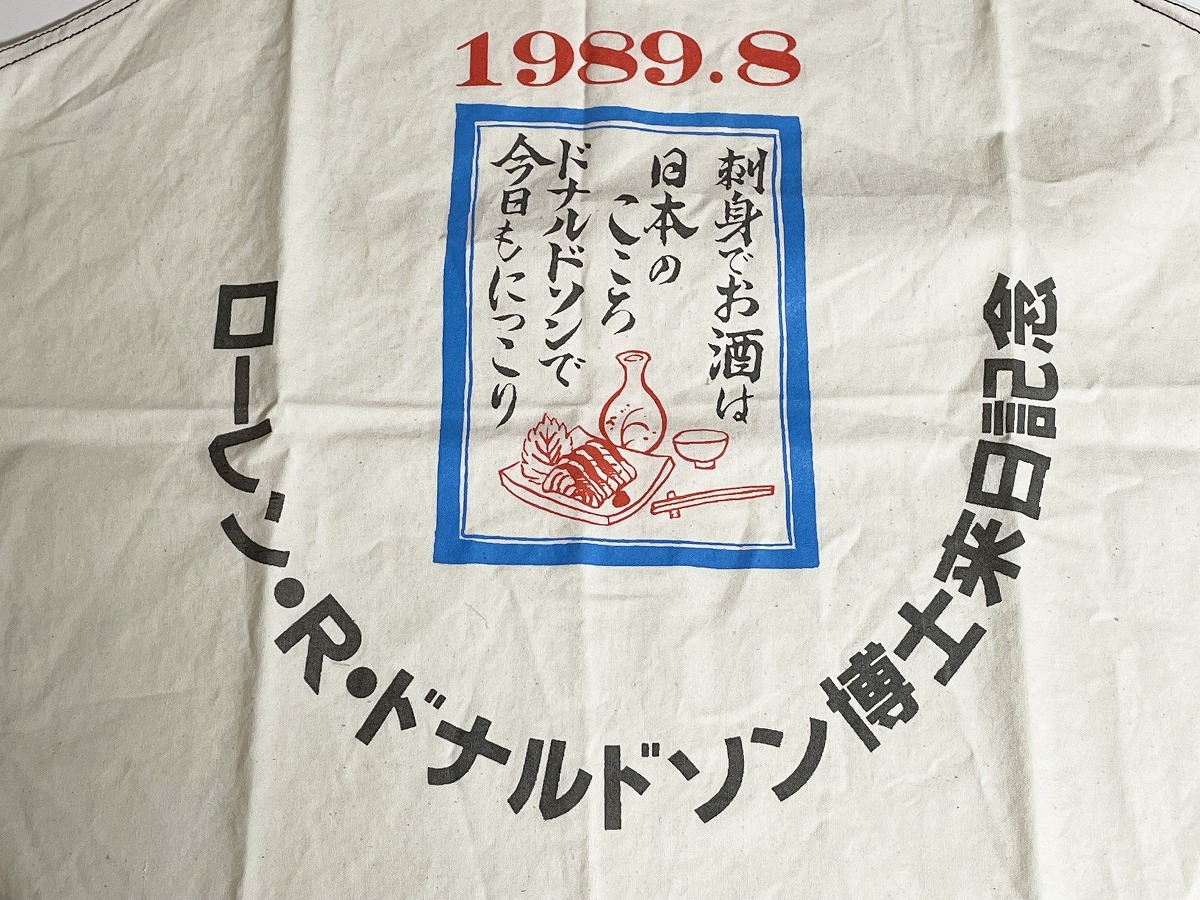 1989.8
刺身でお酒は
日本の
こころ
ドナルドソンで
今日もにっこり
ローレン・R・ドナルドソン博士来日記念